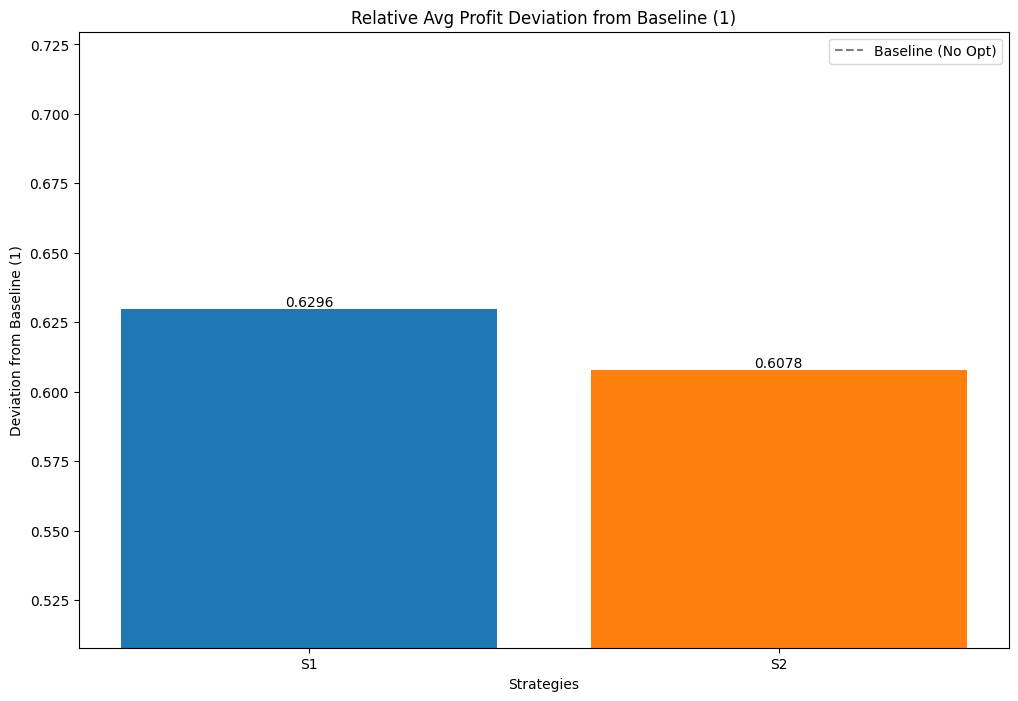 Relative Avg Profit Deviation from Baseline (1)
Baseline (No Opt)
Deviation from Baseline (1)
0.725
0.700
0.675
0.650
0.625
0.600
0.575
0.550
0.525
0.6296
0.6078
S1
S2
Strategies